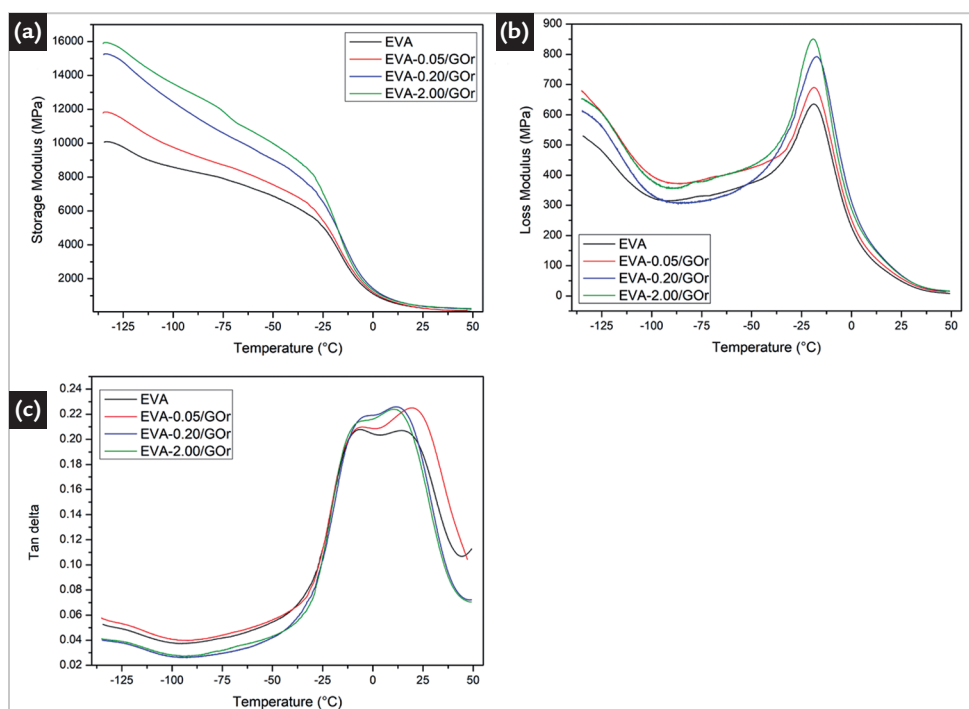 (a)
Storage Modulus (MPa)
16000
14000
12000
10000
8000
6000
4000
2000
EVA
EVA-0.05/GOr
EVA-0.20/GOr
EVA-2.00/GOr
-125
-100
-75
-50
-25
0
25
50
Temperature (°C)
(b)
Loss Modulus (MPa)
900
800
700
600
500
400
300
200
100
0
EVA
EVA-0.05/GOr
EVA-0.20/GOr
EVA-2.00/GOr
-125
-100
-75
-50
-25
0
25
50
Temperature (°C)
(c)
Tan delta
0.24
0.22
0.20
0.18
0.16
0.14
0.12
0.10
0.08
0.06
0.04
0.02
EVA
EVA-0.05/GOr
EVA-0.20/GOr
EVA-2.00/GOr
-125
-100
-75
-50
-25
0
25
50
Temperature (°C)